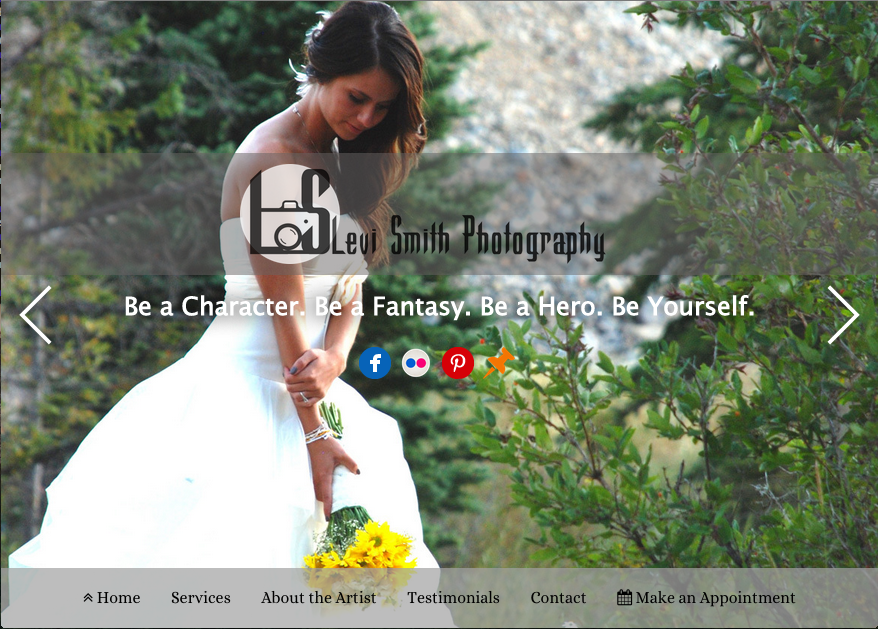 LS Levi Smith Photography
Be a Character. Be a Fantasy. Be a Hero. Be Yourself.
Home Services About the Artist Testimonials Contact Make an Appointment